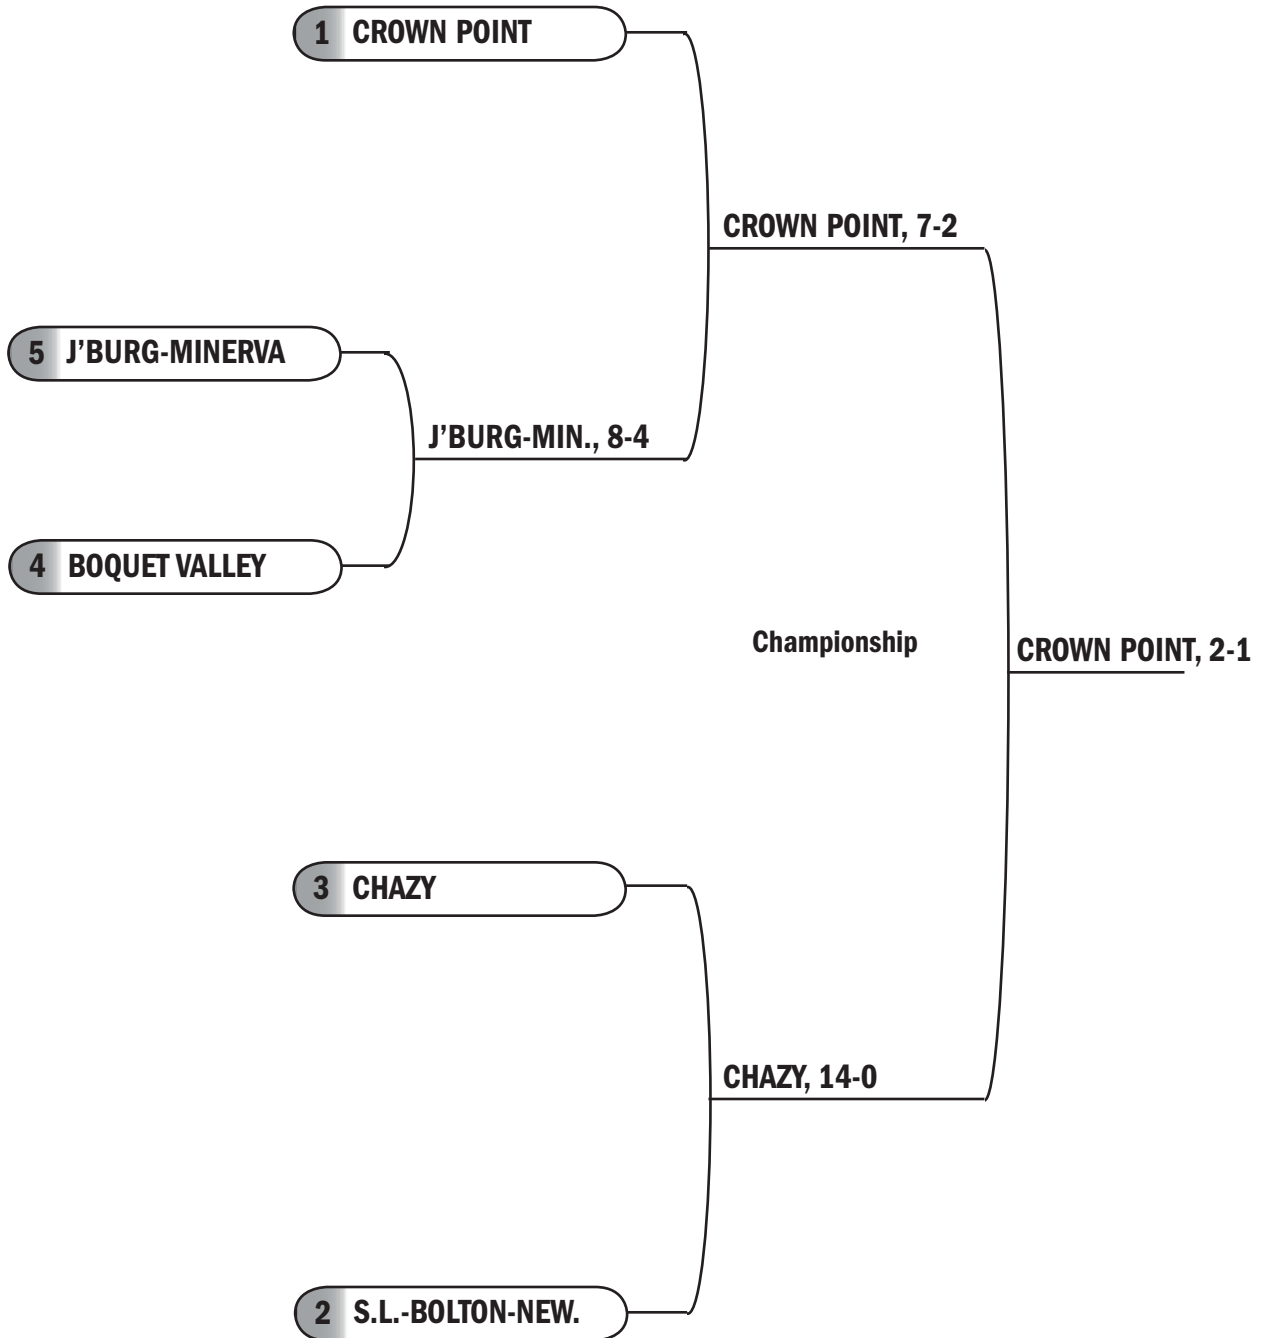 1 CROWN POINT
CROWN POINT, 7-2
5 J’BURG-MINERVA
J’BURG-MIN., 8-4
4 BOQUET VALLEY
Championship
CROWN POINT, 2-1
3 CHAZY
CHAZY, 14-0
2 S.L.-BOLTON-NEW.